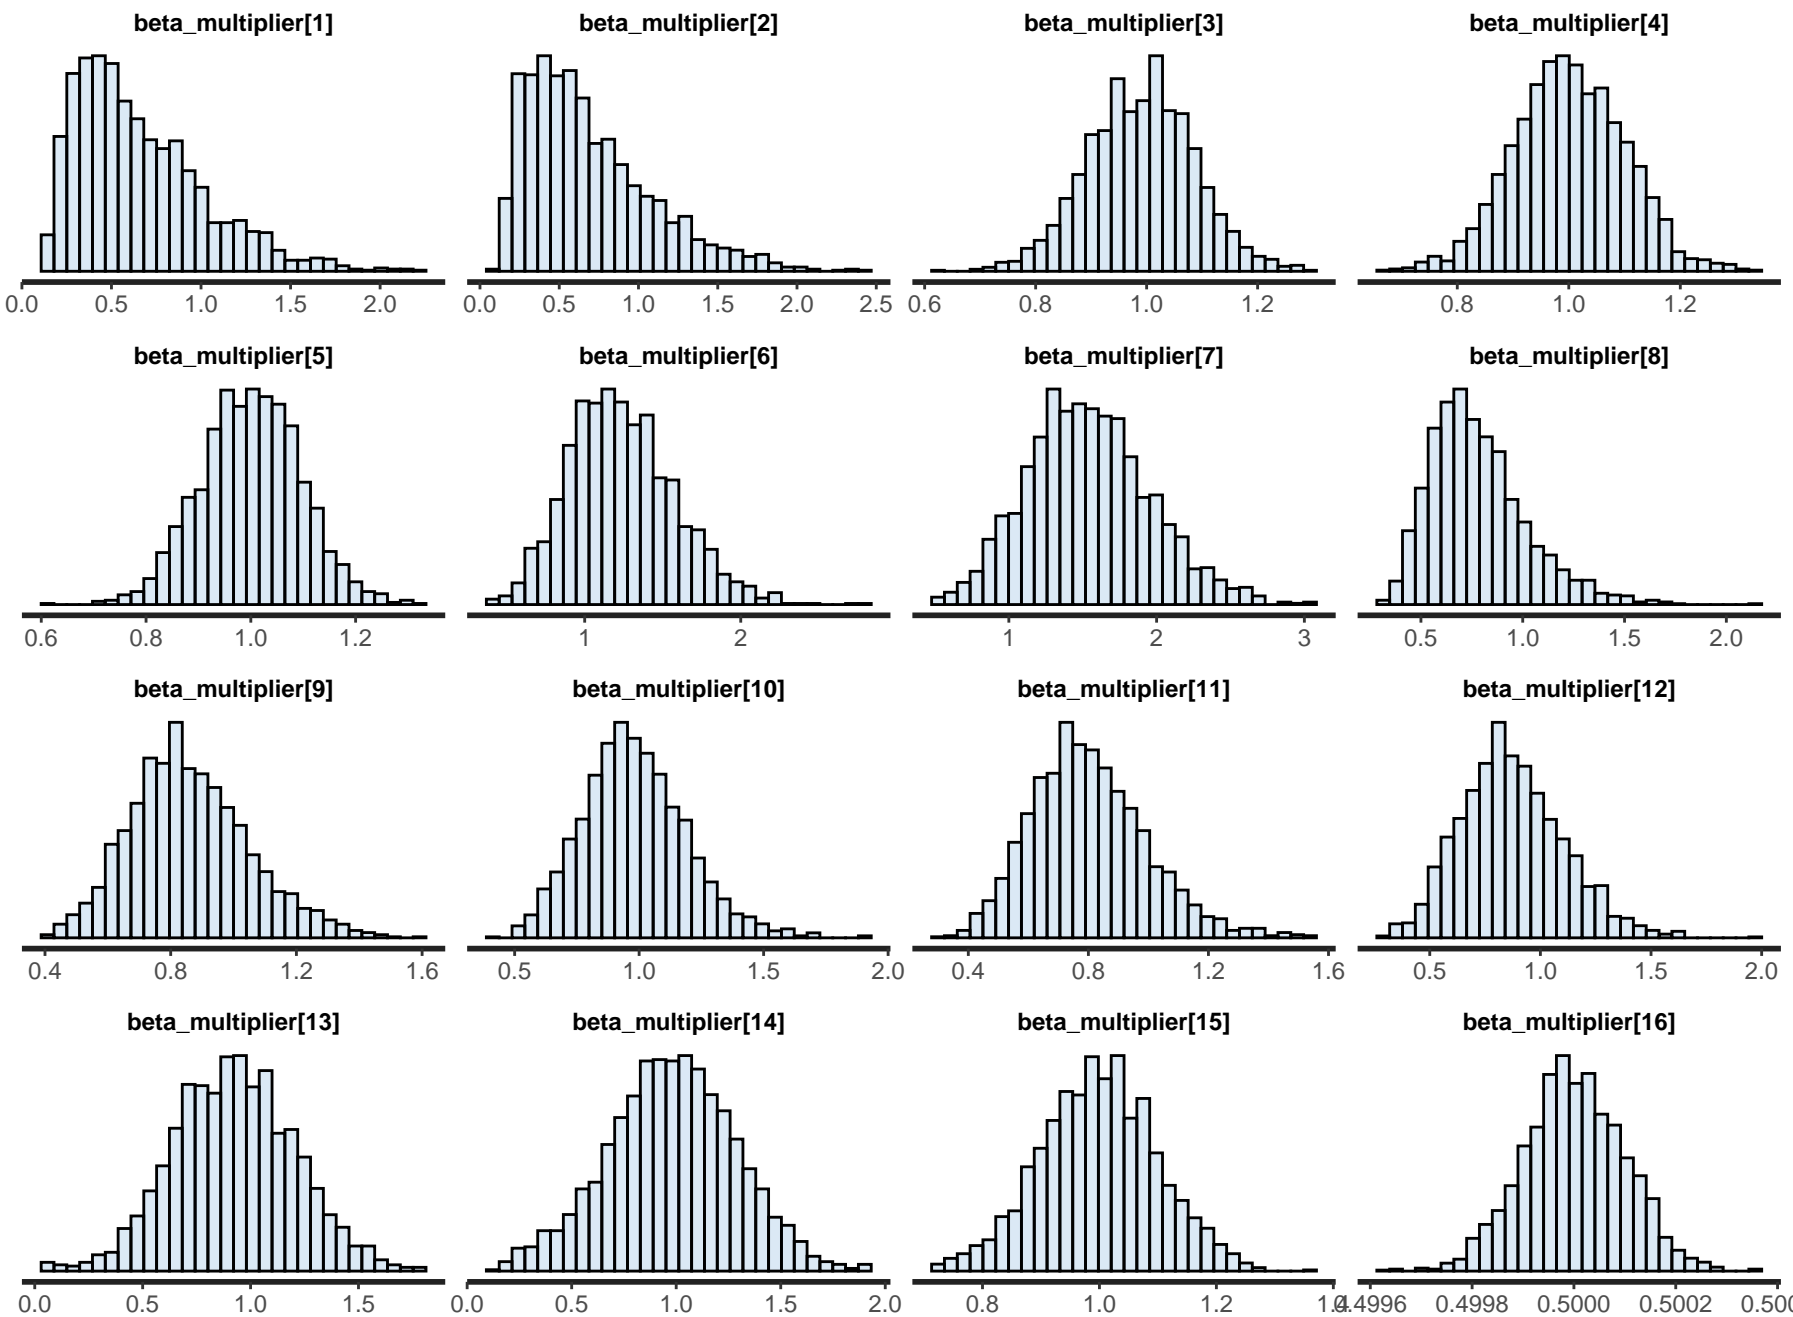 beta_multiplier[1] beta_multiplier[2] beta_multiplier[3] beta_multiplier[4]
0.0 0.5 1.0 1.5 2.0 0.0 0.5 1.0 1.5 2.0 2.5 0.6 0.8 1.0 1.2 0.8 1.0 1.2
beta_multiplier[5] beta_multiplier[6] beta_multiplier[7] beta_multiplier[8]
0.6 0.8 1.0 1.2 1 2 1 2 3 0.5 1.0 1.5 2.0
beta_multiplier[9] beta_multiplier[10] beta_multiplier[11] beta_multiplier[12]
0.4 0.8 1.2 1.6 0.5 1.0 1.5 2.0 0.4 0.8 1.2 1.6 0.5 1.0 1.5 2.0
beta_multiplier[13] beta_multiplier[14] beta_multiplier[15] beta_multiplier[16]
0.0 0.5 1.0 1.5 0.0 0.5 1.0 1.5 2.0 0.8 1.0 1.2 1.4 0.4996 0.4998 0.5000 0.5002